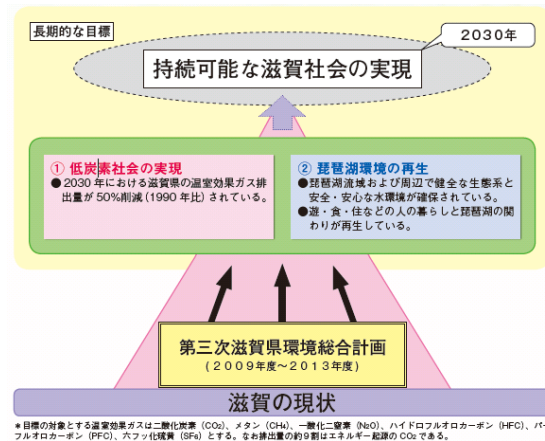 長期的な目標
2030年
持続可能な滋賀社会の実現
① 低炭素社会の実現
●2030年における滋賀県の温室効果ガス排
出量が50%削減(1990年比)されている。
② 琵琶湖環境の再生
●琵琶湖流域および周辺で健全な生態系と
安全・安心な水環境が確保されている。
●遊・食・住などの人の暮らしと琵琶湖の関
わりが再生している。
第三次滋賀県環境総合計画
(2009年度~2013年度)
滋賀の現状
*目標の対象とする温室効果ガスは二酸化炭素(CO₂)、メタン(CH₄)、一酸化二窒素(N₂O)、ハイドロフルオロカーボン(HFC)、パー
フルオロカーボン(PFC)、六フッ化硫黄(SF₆)とする。なお排出量の約9割はエネルギー起源のCO₂である。